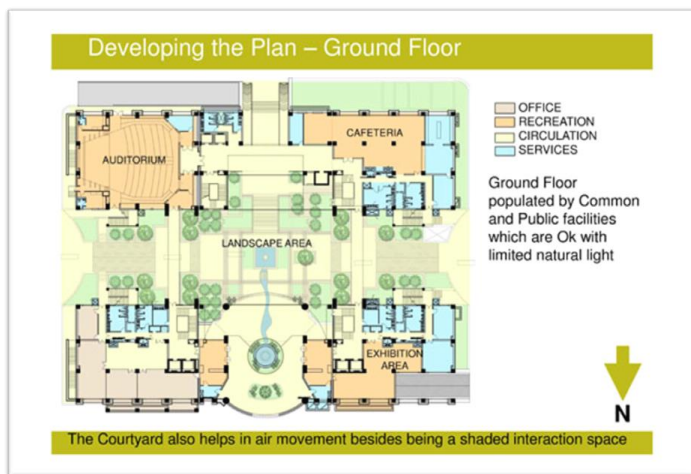 Developing the Plan – Ground Floor
OFFICE
RECREATION
CIRCULATION
SERVICES
CAFETERIA
AUDITORIUM
Ground Floor
populated by Common
and Public facilities
which are Ok with
limited natural light
LANDSCAPE AREA
EXHIBITION
AREA
N
The Courtyard also helps in air movement besides being a shaded interaction space